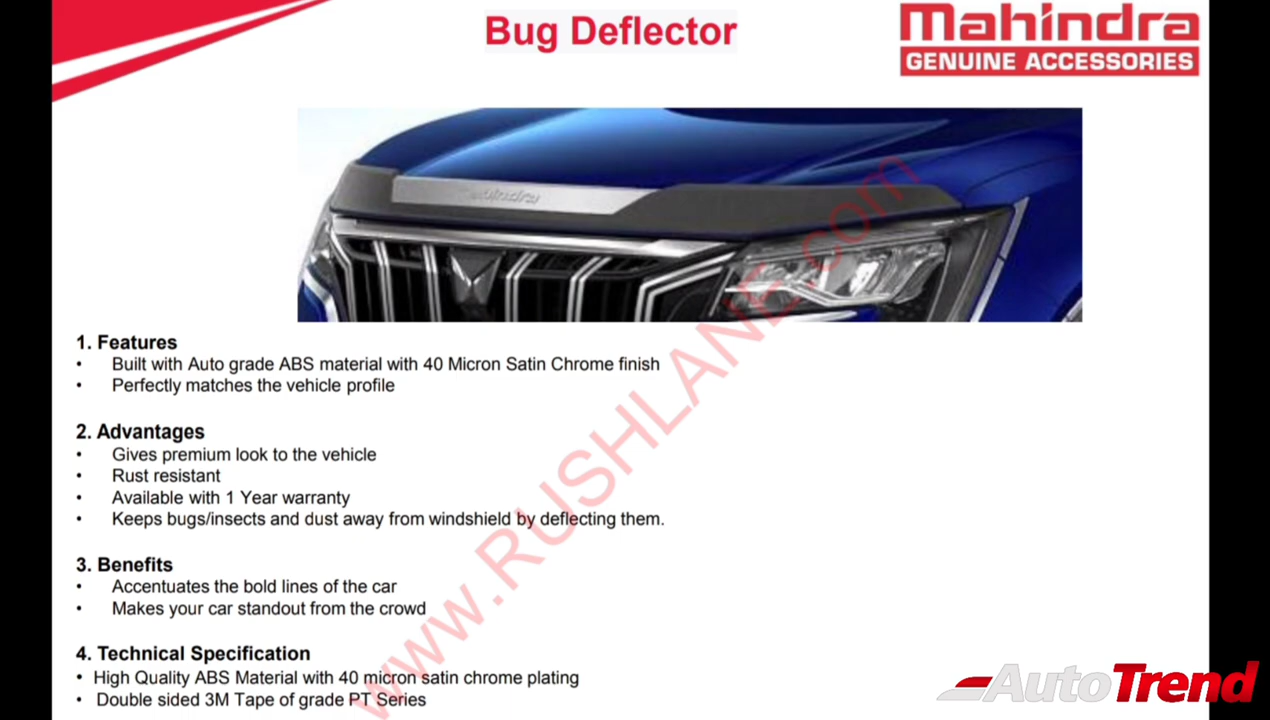 Bug Deflector
Mahindra
GENUINE ACCESSORIES
Mahindra
1. Features
• Built with Auto grade ABS material with 40 Micron Satin Chrome finish
• Perfectly matches the vehicle profile
2. Advantages
• Gives premium look to the vehicle
• Rust resistant
• Available with 1 Year warranty
• Keeps bugs/insects and dust away from windshield by deflecting them.
3. Benefits
• Accentuates the bold lines of the car
• Makes your car standout from the crowd
4. Technical Specification
• High Quality ABS Material with 40 micron satin chrome plating
• Double sided 3M Tape of grade PT Series
www.RUSHLANE.com
AutoTrend